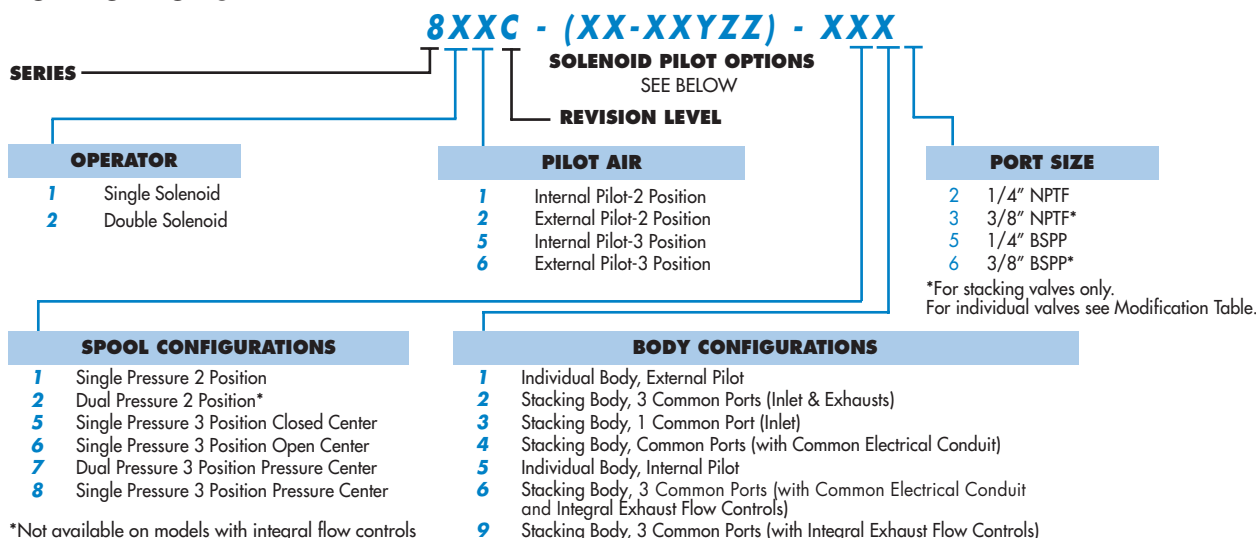 8XXC - (XX-XXYZZ) - XXX
SERIES
SOLENOID PILOT OPTIONS
SEE BELOW
REVISION LEVEL
OPERATOR
1 Single Solenoid
2 Double Solenoid
PILOT AIR
1 Internal Pilot-2 Position
2 External Pilot-2 Position
5 Internal Pilot-3 Position
6 External Pilot-3 Position
PORT SIZE
2 1/4" NPTF
3 3/8" NPTF*
5 1/4" BSPP
6 3/8" BSPP*
*For stacking valves only.
For individual valves see Modification Table.
SPOOL CONFIGURATIONS
1 Single Pressure 2 Position
2 Dual Pressure 2 Position*
5 Single Pressure 3 Position Closed Center
6 Single Pressure 3 Position Open Center
7 Dual Pressure 3 Position Pressure Center
8 Single Pressure 3 Position Pressure Center
*Not available on models with integral flow controls
BODY CONFIGURATIONS
1 Individual Body, External Pilot
2 Stacking Body, 3 Common Ports (Inlet & Exhausts)
3 Stacking Body, 1 Common Port (Inlet)
4 Stacking Body, Common Ports (with Common Electrical Conduit)
5 Individual Body, Internal Pilot
6 Stacking Body, 3 Common Ports (with Common Electrical Conduit
and Integral Exhaust Flow Controls)
9 Stacking Body, 3 Common Ports (with Integral Exhaust Flow Controls)